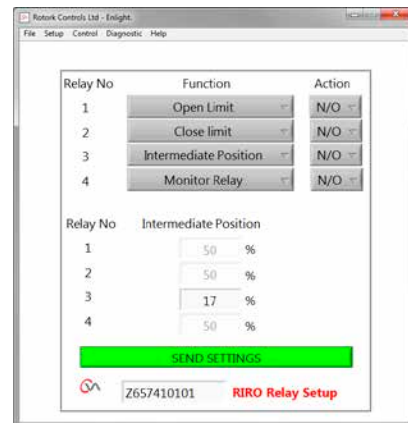 Rotork Controls Ltd - Enlight.
File Setup Control Diagnostic Help
Relay No Function Action
1 Open Limit N/O
2 Close limit N/O
3 Intermediate Position N/O
4 Monitor Relay N/O
Relay No Intermediate Position
1 50 %
2 50 %
3 17 %
4 50 %
SEND SETTINGS
Z657410101 RIRO Relay Setup